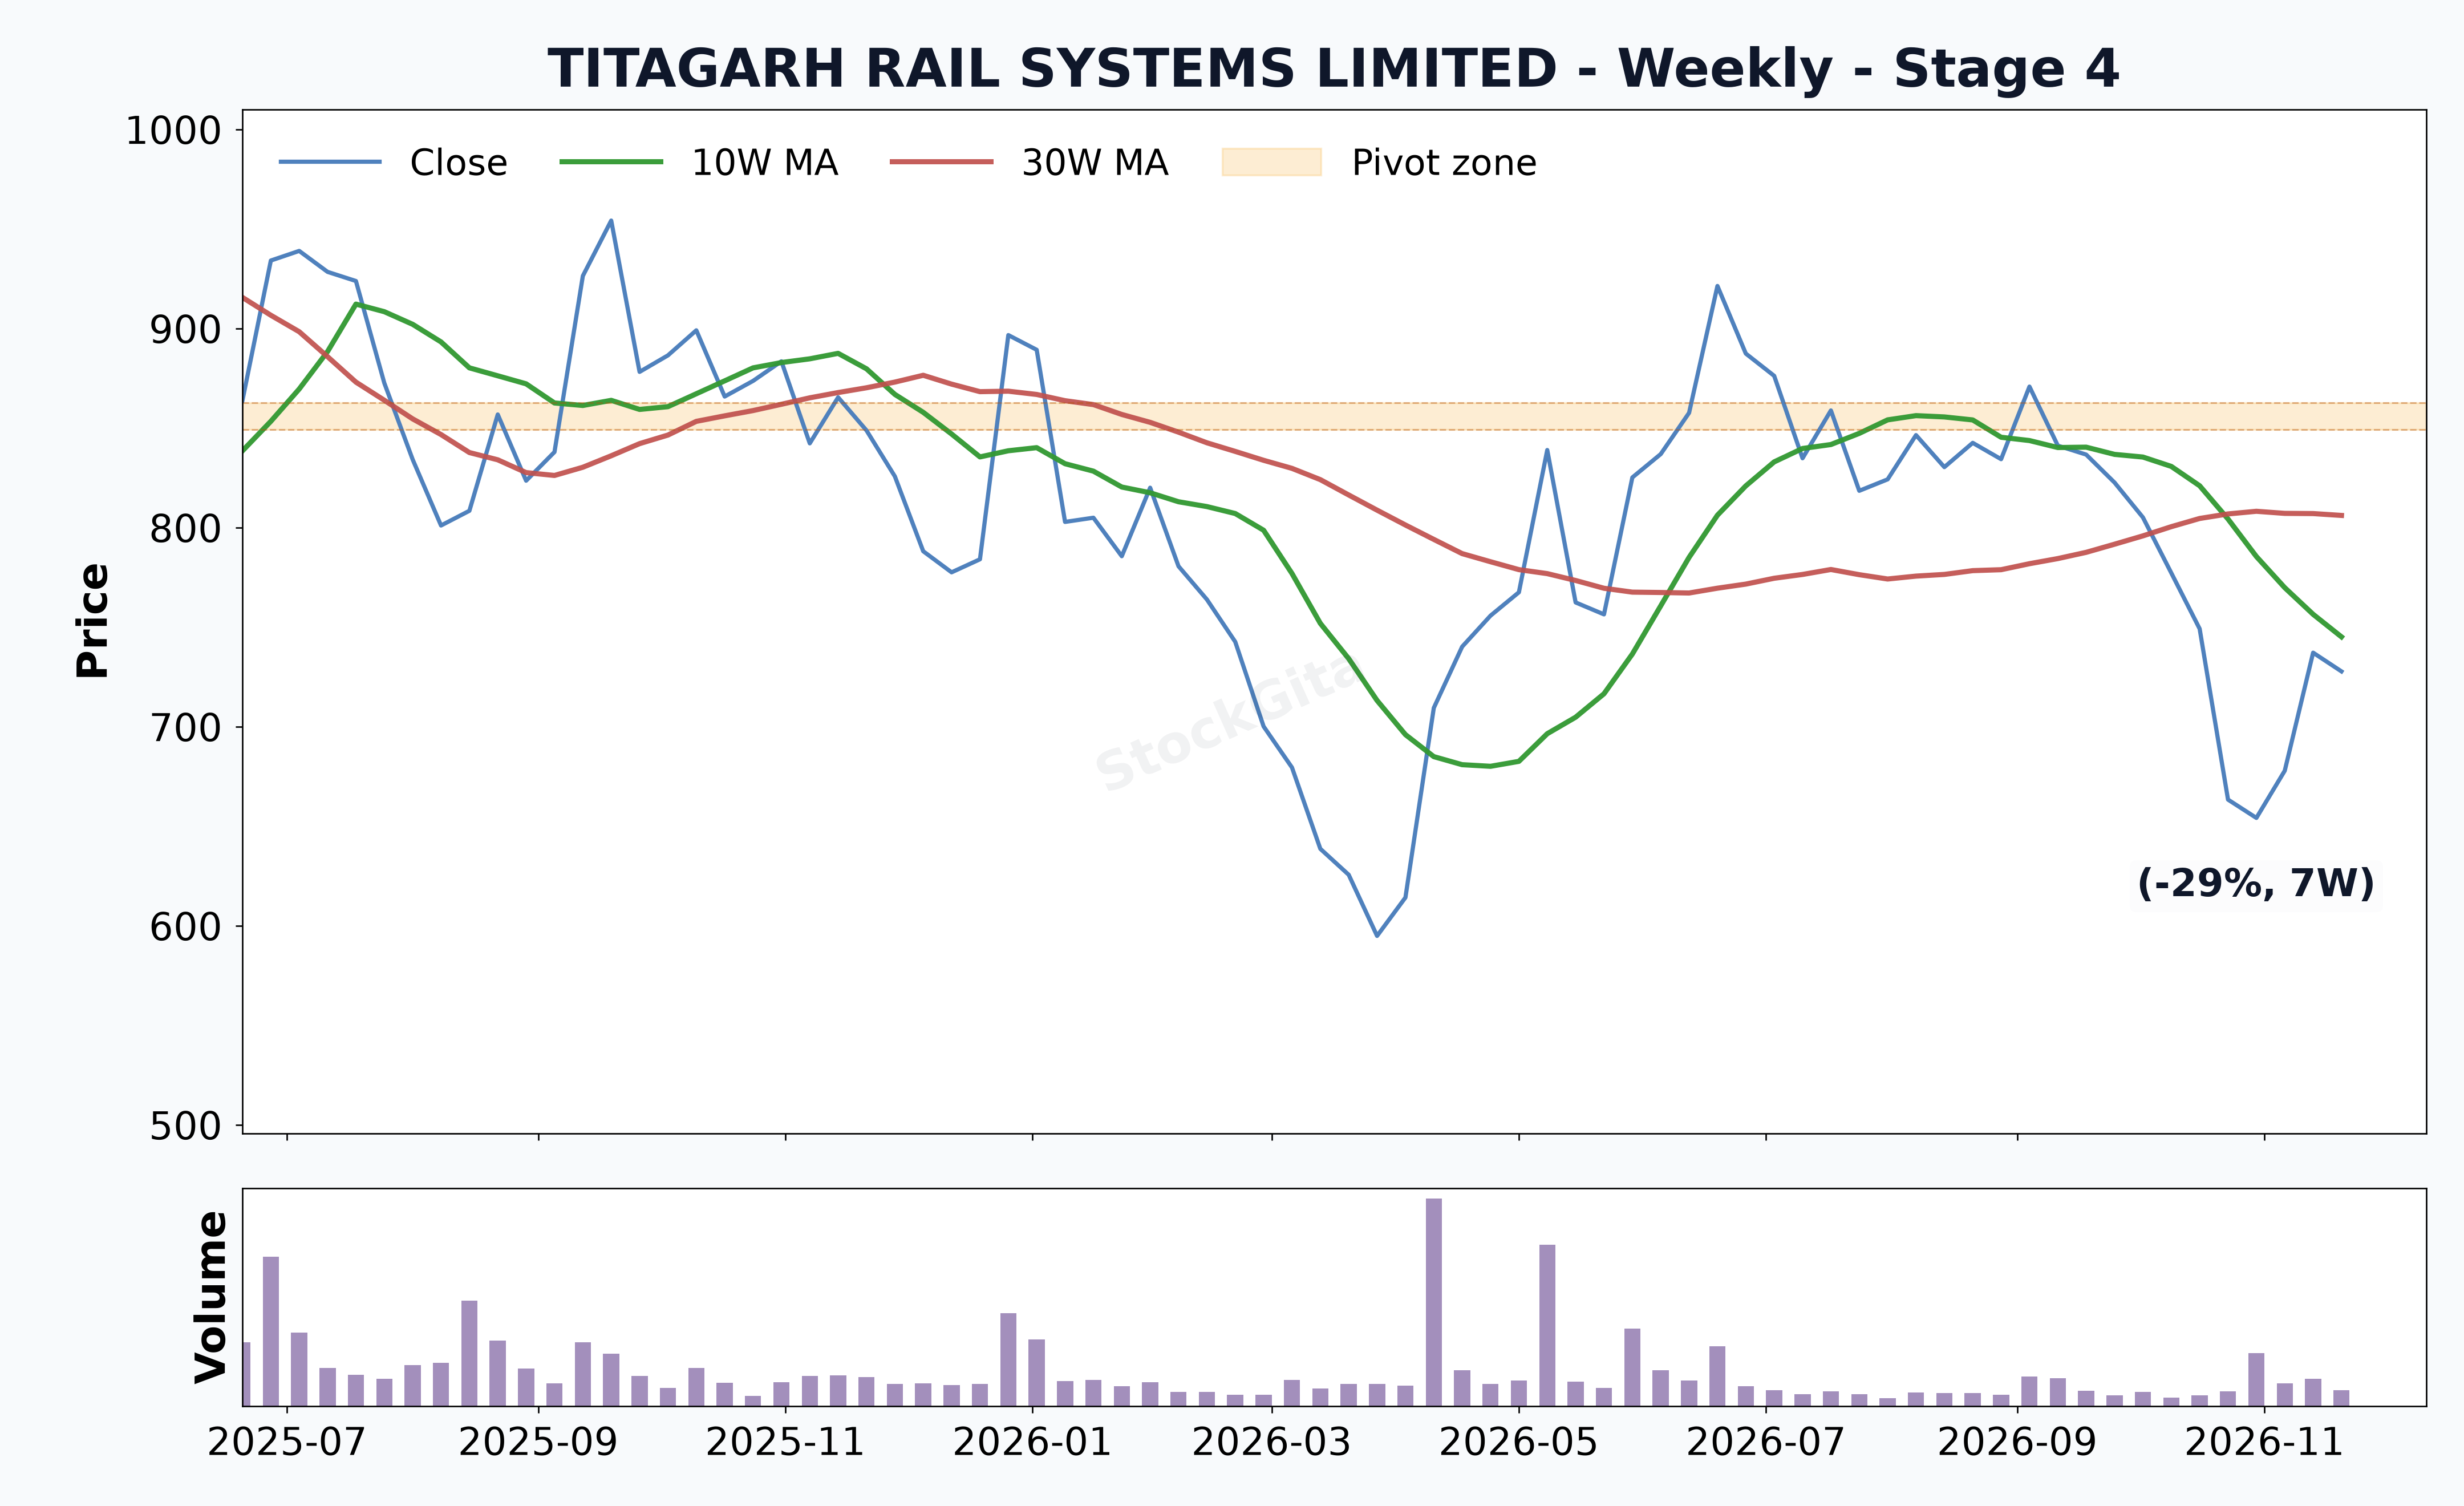 TITAGARH RAIL SYSTEMS LIMITED - Weekly - Stage 4
Close 10W MA 30W MA Pivot zone
Price
1000
900
800
700
600
500
StockGita
(-29%, 7W)
Volume
2025-07 2025-09 2025-11 2026-01 2026-03 2026-05 2026-07 2026-09 2026-11